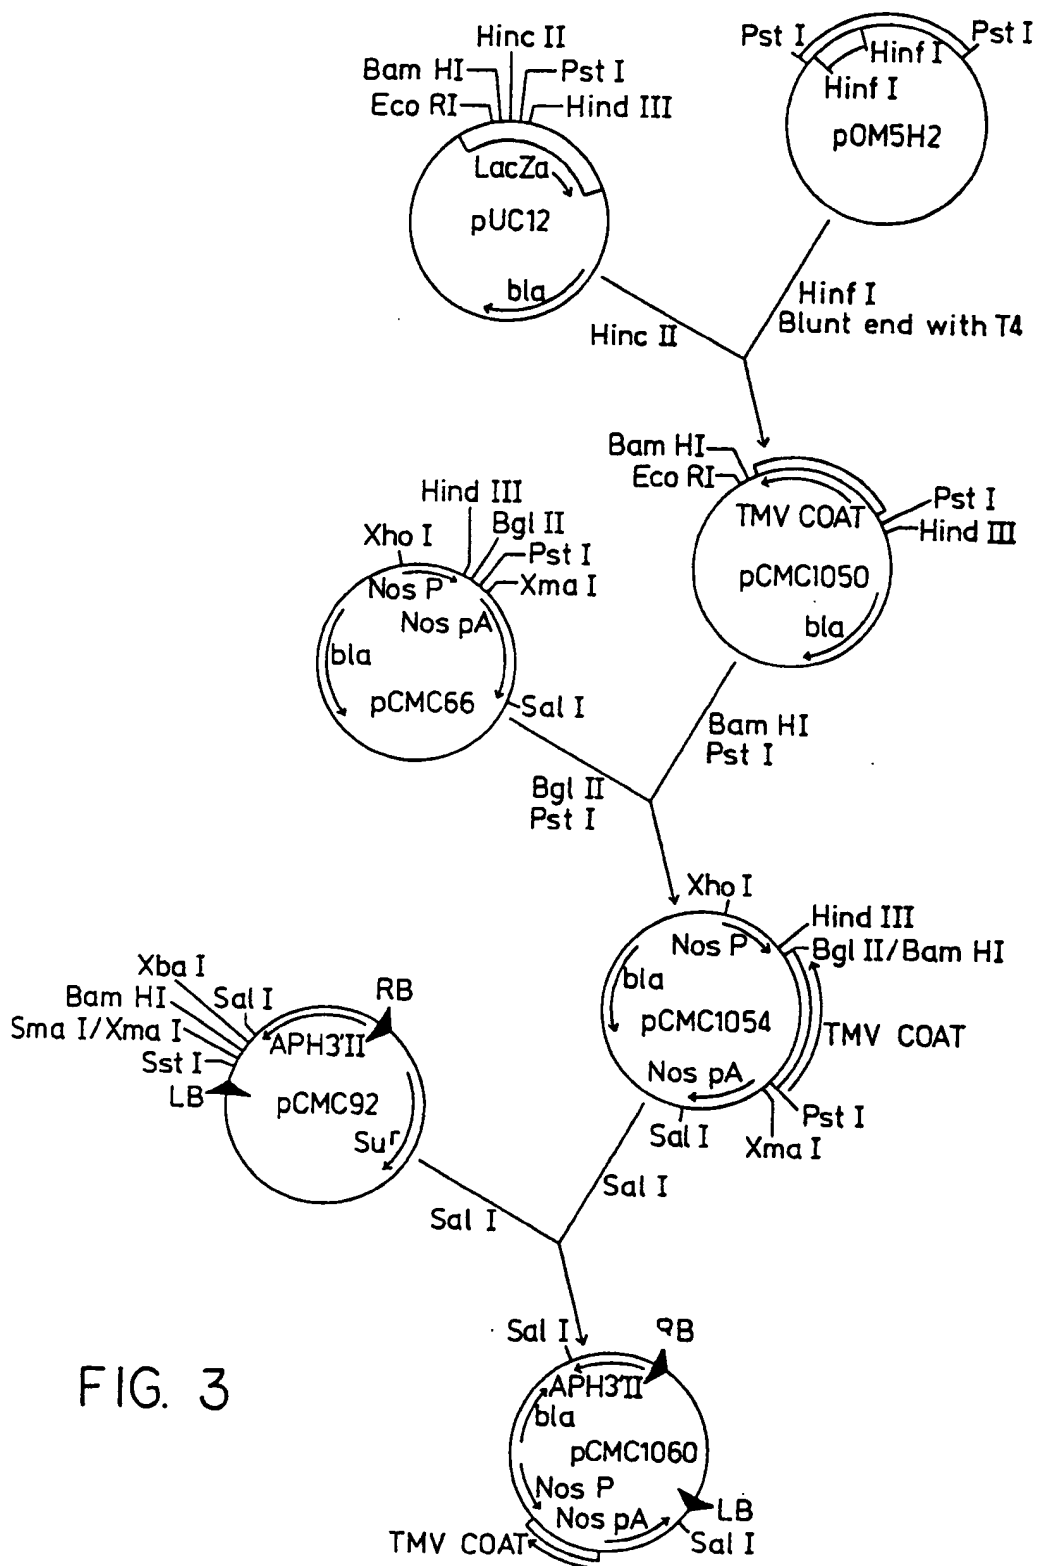 Hinc II
Bam HI
Pst I
Eco RI
Hind III
LacZa
pUC12
bla
Pst I
Pst I
Hinf I
Hinf I
pOM5H2
Hinc II
Hinf I
Blunt end with T4
Bam HI
Eco RI
TMV COAT
Pst I
Hind III
pCMC1050
bla
Hind III
Bgl II
Xho I
Pst I
Xma I
Nos P
Nos pA
bla
pCMC66
Sal I
Bam HI
Pst I
Bgl II
Pst I
Xho I
Hind III
Nos P
Bgl II/Bam HI
bla
pCMC1054
TMV COAT
Nos pA
Pst I
Sal I
Xma I
Xba I
Bam HI
Sal I
RB
Sma I/Xma I
APH3'II
Sst I
LB
pCMC92
Suʳ
Sal I
Sal I
Sal I
RB
APH3'II
bla
pCMC1060
Nos P
LB
Nos pA
Sal I
TMV COAT
FIG. 3